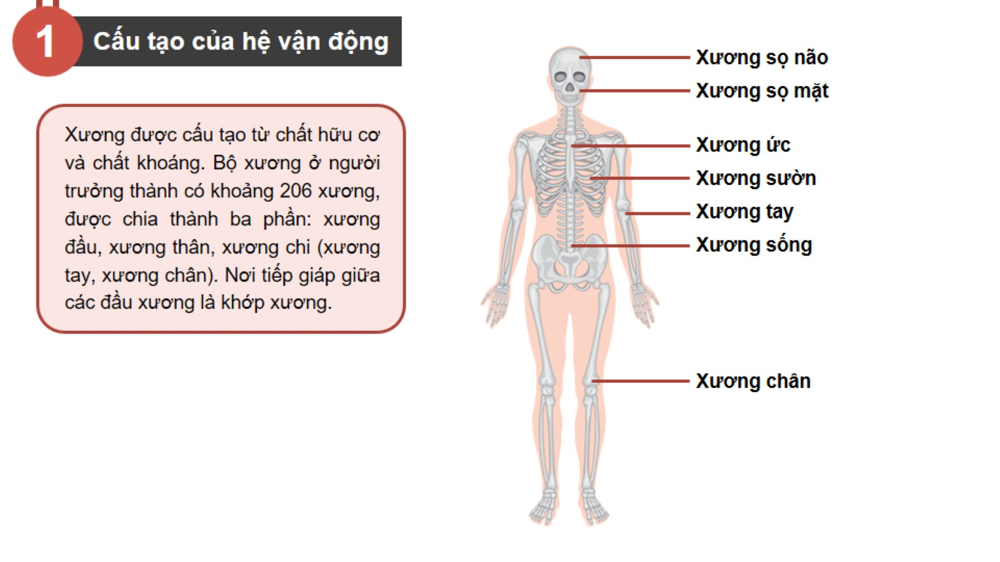 1
Cấu tạo của hệ vận động
Xương được cấu tạo từ chất hữu cơ
và chất khoáng. Bộ xương ở người
trưởng thành có khoảng 206 xương,
được chia thành ba phần: xương
đầu, xương thân, xương chi (xương
tay, xương chân). Nơi tiếp giáp giữa
các đầu xương là khớp xương.
Xương sọ não
Xương sọ mặt
Xương ức
Xương sườn
Xương tay
Xương sống
Xương chân